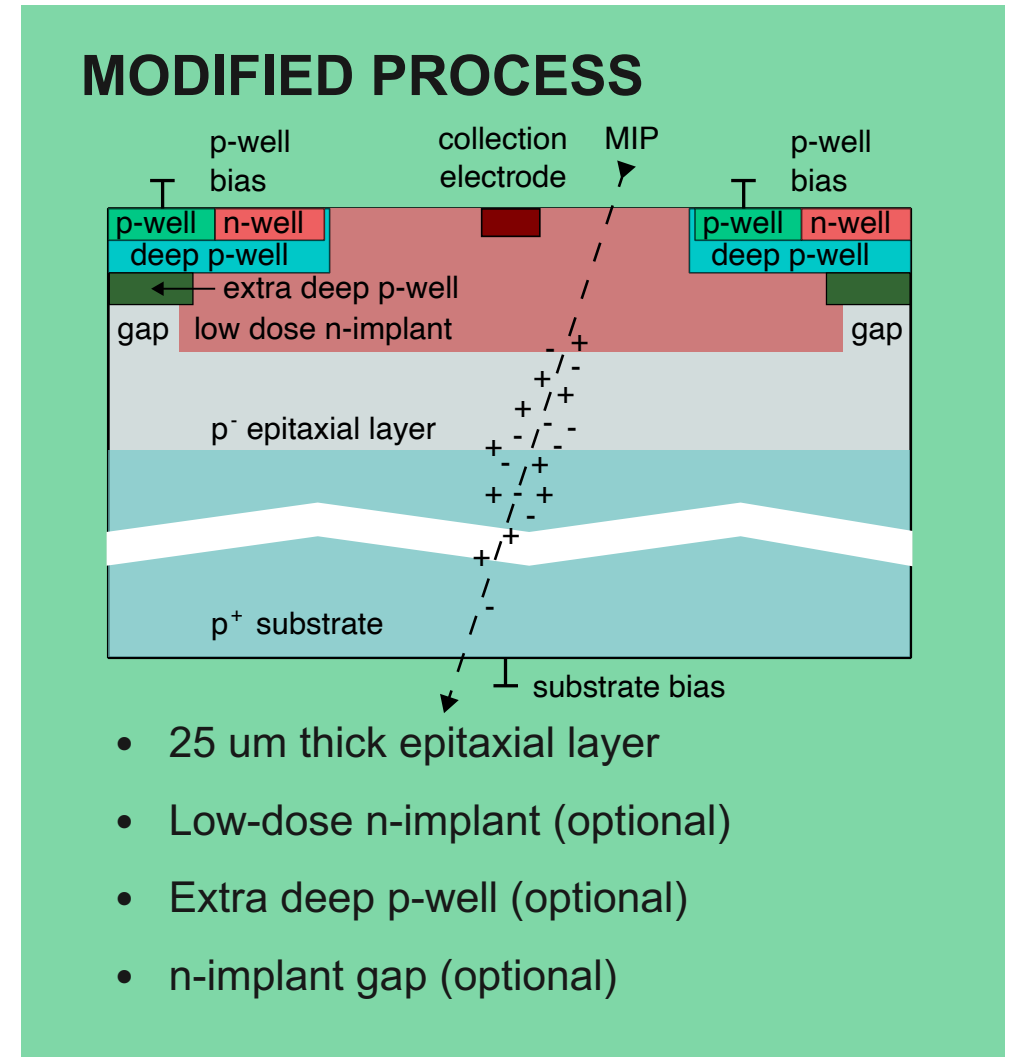 MODIFIED PROCESS
p-well
bias
collection
electrode
MIP
p-well
bias
p-well
n-well
p-well
n-well
deep p-well
deep p-well
extra deep p-well
gap
low dose n-implant
gap
p⁻ epitaxial layer
p⁺ substrate
substrate bias
• 25 um thick epitaxial layer
• Low-dose n-implant (optional)
• Extra deep p-well (optional)
• n-implant gap (optional)